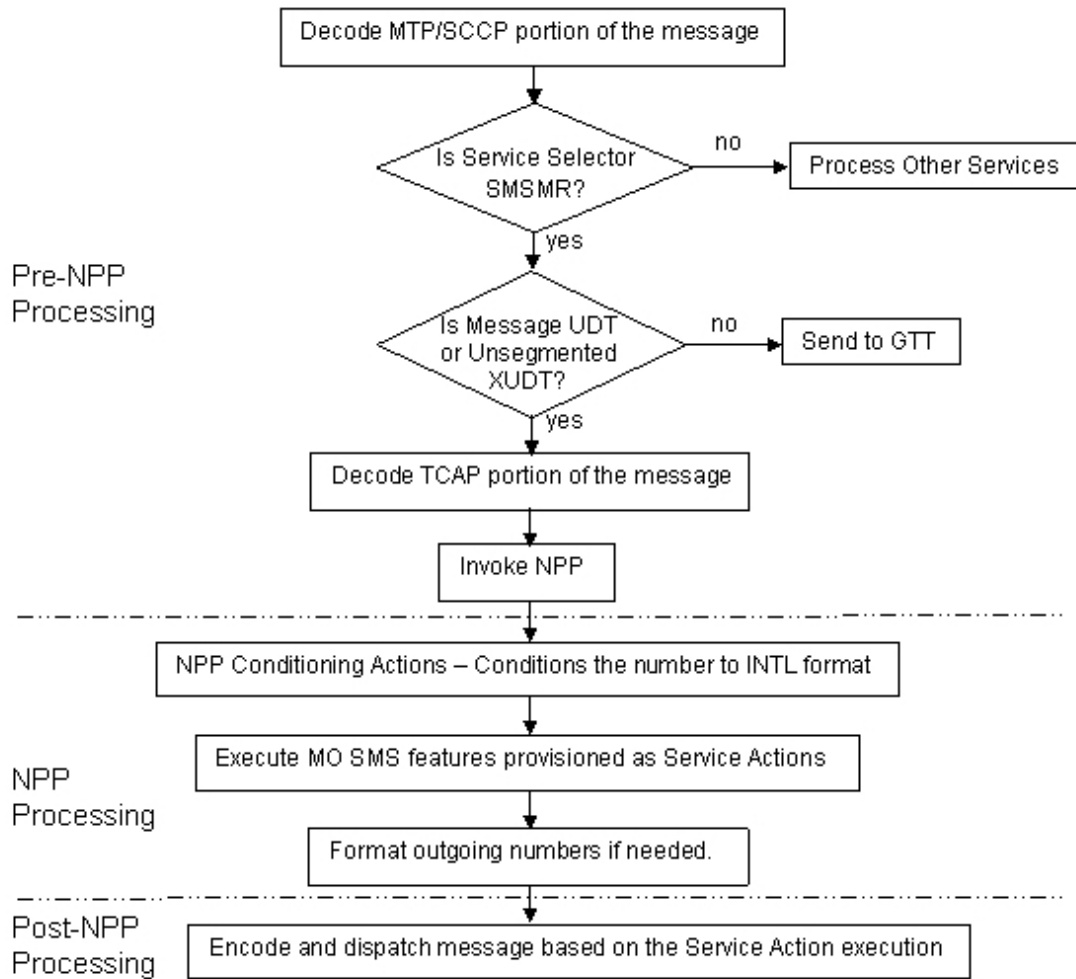 Decode MTP/SCCP portion of the message
Is Service Selector
SMSMR?
no
Process Other Services
yes
Pre-NPP
Processing
Is Message UDT
or Unsegmented
XUDT?
no
Send to GTT
yes
Decode TCAP portion of the message
Invoke NPP
NPP Conditioning Actions – Conditions the number to INTL format
Execute MO SMS features provisioned as Service Actions
NPP
Processing
Format outgoing numbers if needed.
Post-NPP
Processing
Encode and dispatch message based on the Service Action execution